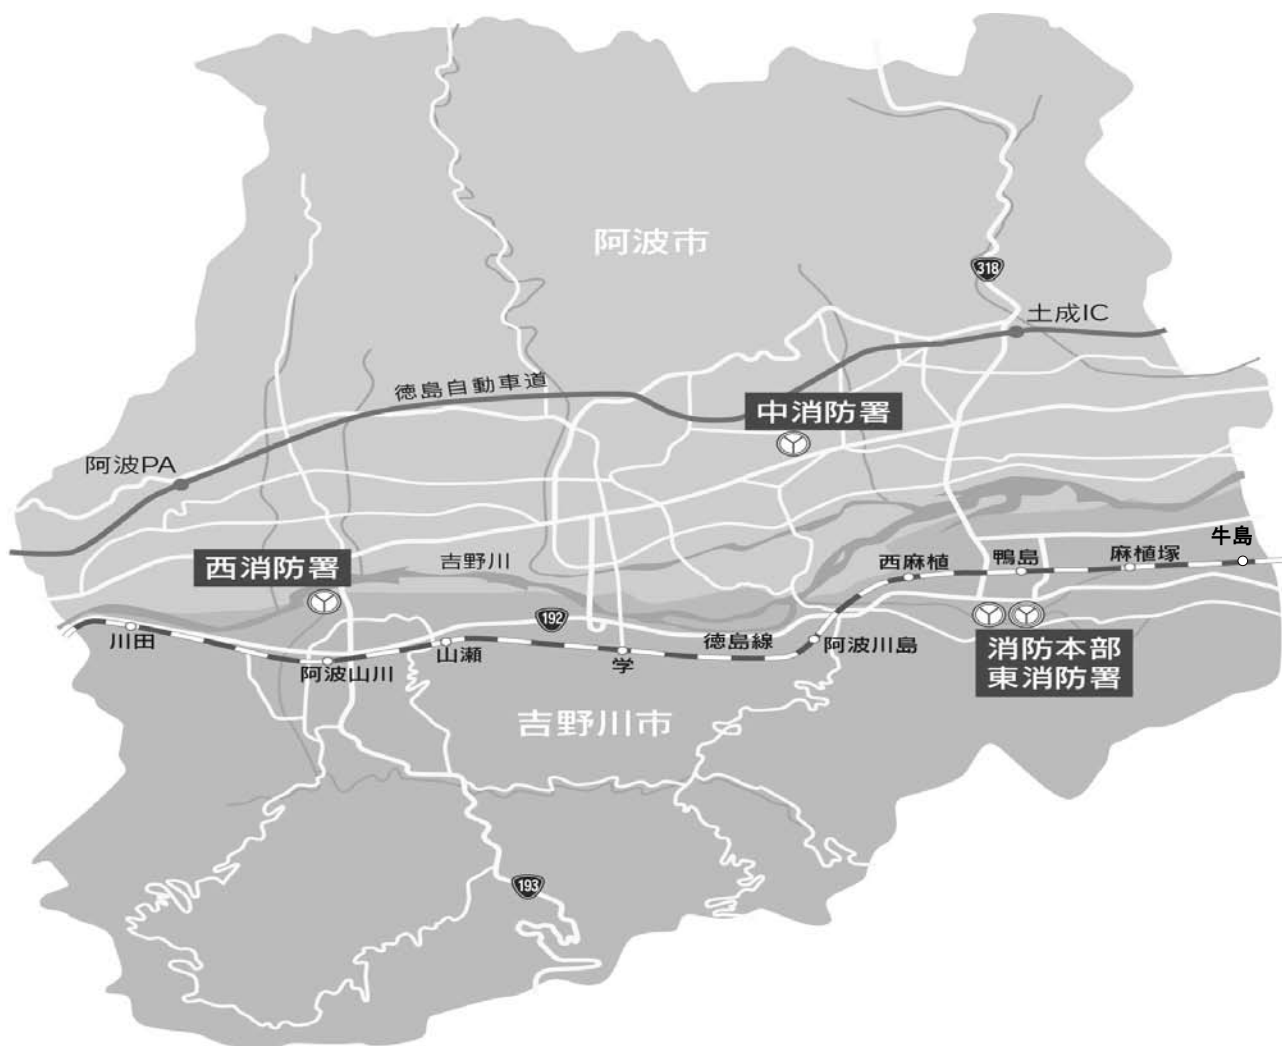 阿波市
318
土成IC
徳島自動車道
中消防署
阿波PA
牛島
西消防署
吉野川
西麻植
鴨島
麻植塚
192
川田
阿波山川
山瀬
学
徳島線
阿波川島
消防本部
東消防署
吉野川市
193